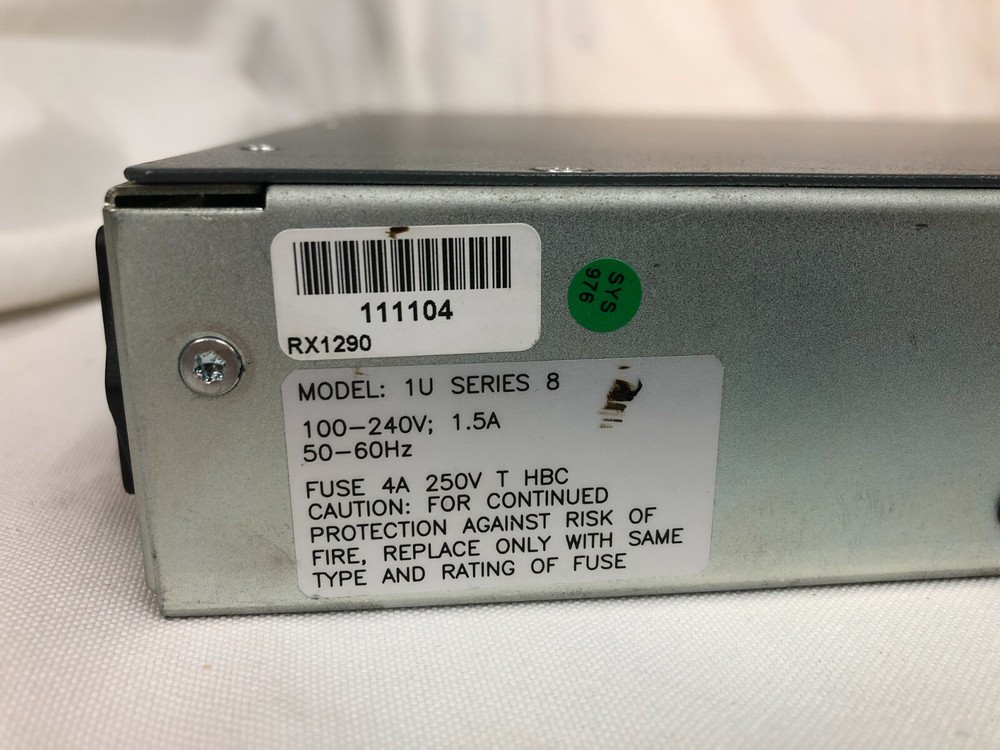 111104
RX1290
SYS
976
MODEL: 1U SERIES 8
100-240V; 1.5A
50-60Hz
FUSE 4A 250V T HBC
CAUTION: FOR CONTINUED
PROTECTION AGAINST RISK OF
FIRE, REPLACE ONLY WITH SAME
TYPE AND RATING OF FUSE